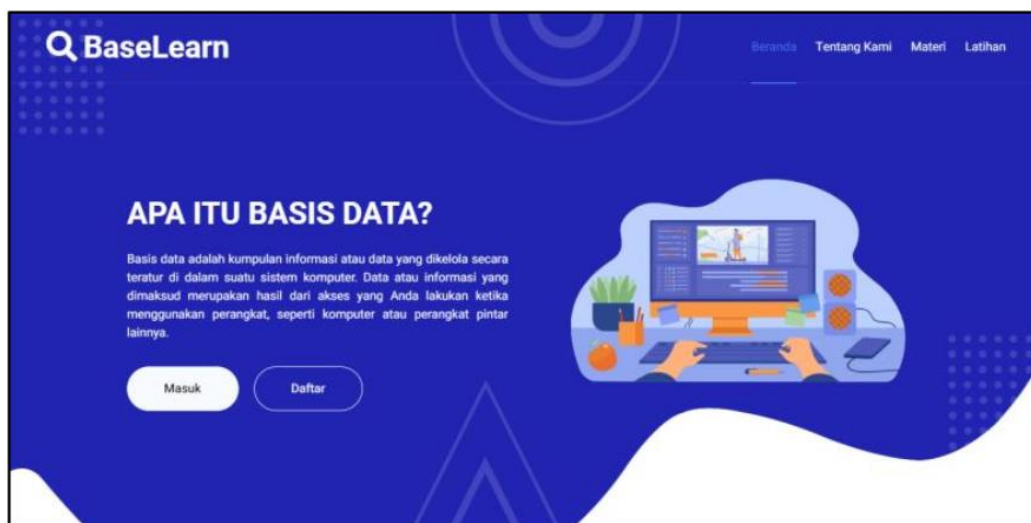 BaseLearn
Beranda Tentang Kami Materi Latihan
APA ITU BASIS DATA?
Basis data adalah kumpulan informasi atau data yang dikelola secara
teratur di dalam suatu sistem komputer. Data atau informasi yang
dimaksud merupakan hasil dari akses yang Anda lakukan ketika
menggunakan perangkat, seperti komputer atau perangkat pintar
lainnya.
Masuk Daftar